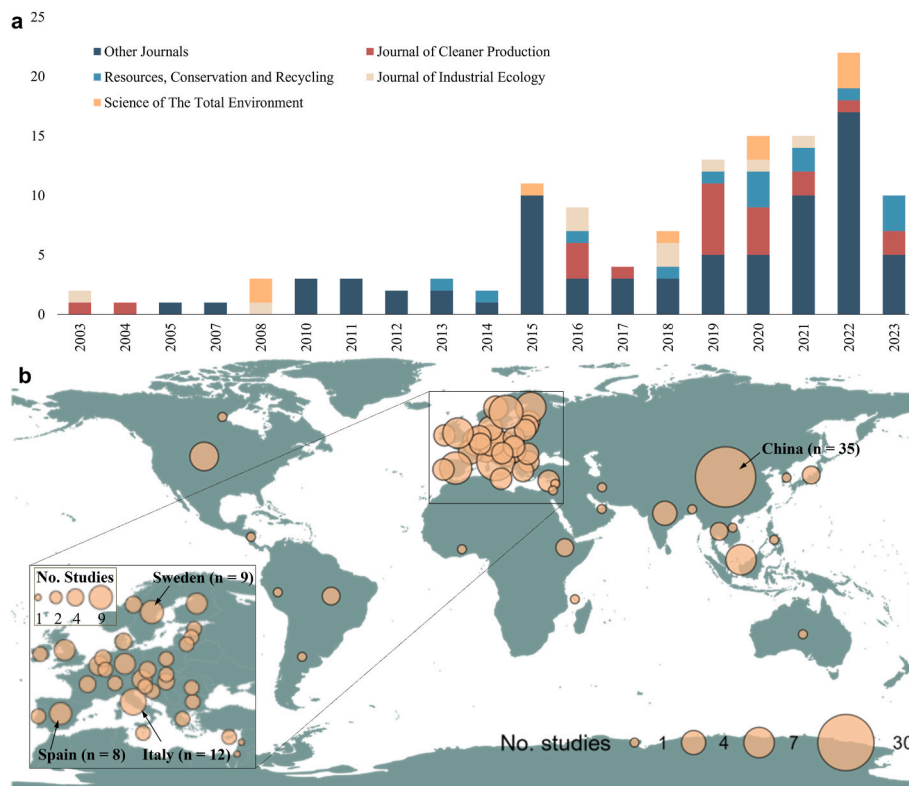 a
25
20
15
10
5
0
Other Journals
Journal of Cleaner Production
Resources, Conservation and Recycling
Journal of Industrial Ecology
Science of The Total Environment
2003
2004
2005
2007
2008
2010
2011
2012
2013
2014
2015
2016
2017
2018
2019
2020
2021
2022
2023
b
China (n = 35)
No. Studies
1 2 4 9
Sweden (n = 9)
Spain (n = 8)
Italy (n = 12)
No. studies 1 4 7 30